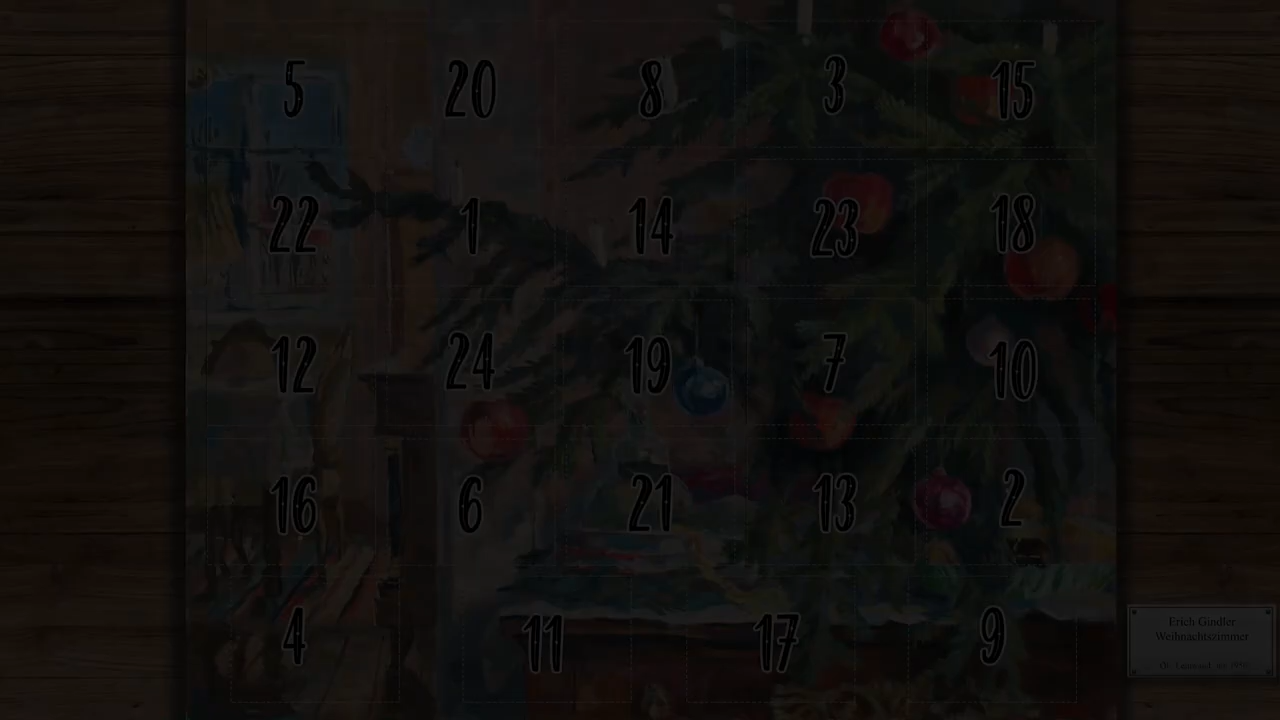 5 20 8 3 15
22 1 14 23 18
12 24 19 7 10
16 6 21 13 2
4 11 17 9
Erich Gindler
Weihnachtszimmer